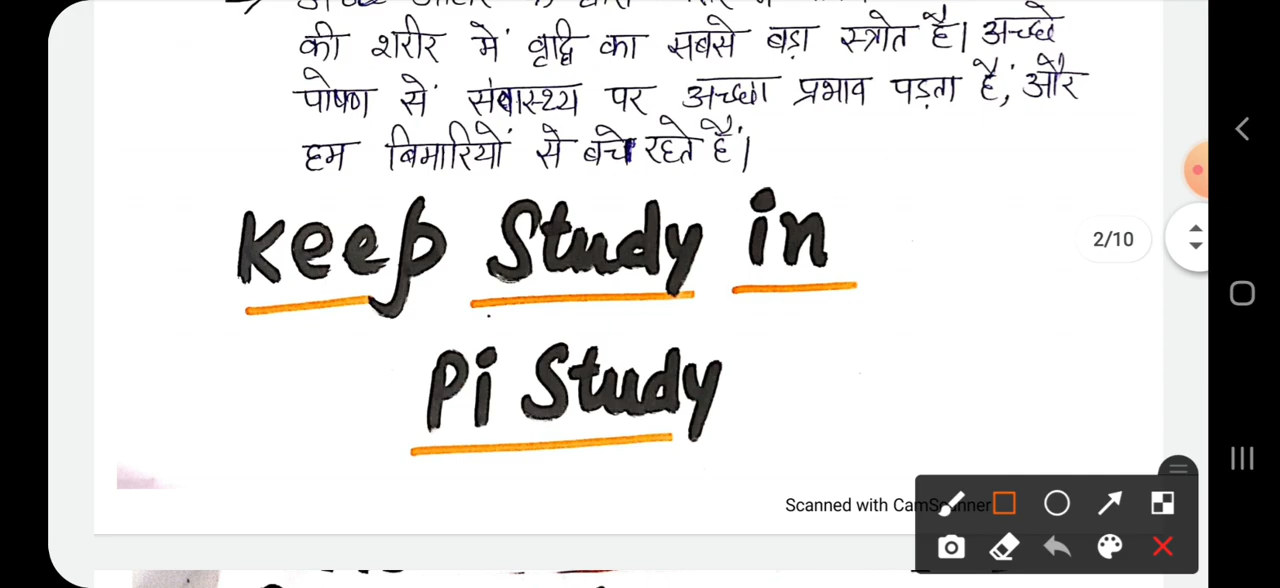 की शरीर में वृद्धि का सबसे बड़ा स्त्रोत है। अच्छे
पोषण सें संवास्थ्य पर अच्छा प्रभाव पड़ता हैं, और
हम बिमारियों से बचे रहते हैं।
Keep Study in
Pi Study
2/10
Scanned with CamScanner